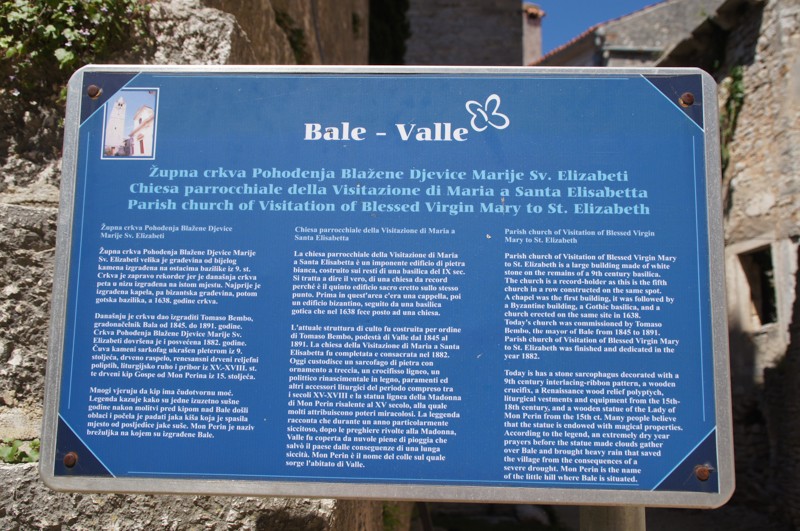 Bale - Valle
Župna crkva Pohođenja Blažene Djevice Marije Sv. Elizabeti
Chiesa parrocchiale della Visitazione di Maria a Santa Elisabetta
Parish church of Visitation of Blessed Virgin Mary to St. Elizabeth
Župna crkva Pohođenja Blažene Djevice
Marije Sv. Elizabeti
Župna crkva Pohođenja Blažene Djevice Marije
Sv. Elizabeti velika je građevina od bijelog
kamena izgrađena na ostacima bazilike iz 9. st.
Crkva je zapravo rekorder jer je današnja crkva
peta u nizu izgrađena na istom mjestu. Najprije je
izgrađena kapela, pa bizantska građevina, potom
gotska bazilika, a 1638. godine crkva.
Današnju je crkvu dao izgraditi Tomaso Bembo,
gradonačelnik Bala od 1845. do 1891. godine.
Crkva Pohođenja Blažene Djevice Marije Sv.
Elizabeti dovršena je i posvećena 1882. godine.
Čuva kameni sarkofag ukrašen pleterom iz 9.
stoljeća, drveno raspelo, renesansni drveni reljefni
poliptih, liturgijsko ruho i pribor iz XV.-XVIII. st.
te drveni kip Gospe od Mon Perina iz 15. stoljeća.
Mnogi vjeruju da kip ima čudotvornu moć.
Legenda kazuje kako su jedne izuzetno sušne
godine nakon molitvi pred kipom nad Bale došli
oblaci i počela je padati jaka kiša koja je spasila
mjesto od posljedice jake suše. Mon Perin je naziv
brežuljka na kojem su izgrađene Bale.
Chiesa parrocchiale della Visitazione di Maria a
Santa Elisabetta
La chiesa parrocchiale della Visitazione di Maria
a Santa Elisabetta è un imponente edificio di pietra
bianca, costruito sui resti di una basilica del IX sec.
Si tratta a dire il vero, di una chiesa da record
perché è il quinto edificio sacro eretto sullo stesso
punto. Prima in quest'area c'era una cappella, poi
un edificio bizantino, seguito da una basilica
gotica che nel 1638 fece posto ad una chiesa.
L'attuale struttura di culto fu costruita per ordine
di Tomaso Bembo, podestà di Valle dal 1845 al
1891. La chiesa della Visitazione di Maria a Santa
Elisabetta fu completata e consacrata nel 1882.
Oggi custodisce un sarcofago di pietra con
ornamento a treccia, un crocifisso ligneo, un
polittico rinascimentale in legno, paramenti ed
altri accessori liturgici del periodo compreso tra
i secoli XV-XVIII e la statua lignea della Madonna
di Mon Perin risalente al XV secolo, alla quale
molti attribuiscono poteri miracolosi. La leggenda
racconta che durante un anno particolarmente
siccitoso, dopo le preghiere rivolte alla Madonna,
Valle fu coperta da nuvole piene di pioggia che
salvò il paese dalle conseguenze di una lunga
siccità. Mon Perin è il nome del colle sul quale
sorge l'abitato di Valle.
Parish church of Visitation of Blessed Virgin
Mary to St. Elizabeth
Parish church of Visitation of Blessed Virgin Mary
to St. Elizabeth is a large building made of white
stone on the remains of a 9th century basilica.
The church is a record-holder as this is the fifth
church in a row constructed on the same spot.
A chapel was the first building, it was followed by
a Byzantine building, a Gothic basilica, and a
church erected on the same site in 1638.
Today's church was commissioned by Tomaso
Bembo, the mayor of Bale from 1845 to 1891.
Parish church of Visitation of Blessed Virgin Mary
to St. Elizabeth was finished and dedicated in the
year 1882.
Today is has a stone sarcophagus decorated with a
9th century interlacing-ribbon pattern, a wooden
crucifix, a Renaissance wood relief polyptych,
liturgical vestments and equipment from the 15th-
18th century, and a wooden statue of the Lady of
Mon Perin from the 15th ct. Many people believe
that the statue is endowed with magical properties.
According to the legend, an extremely dry year
prayers before the statue made clouds gather
over Bale and brought heavy rain that saved
the village from the consequences of a
severe drought. Mon Perin is the name
of the little hill where Bale is situated.